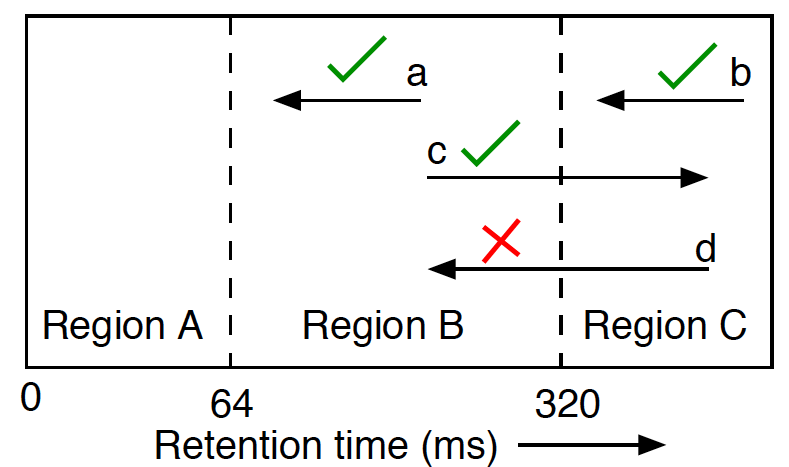 a
b
c
d
Region A Region B Region C
0 64 320
Retention time (ms)